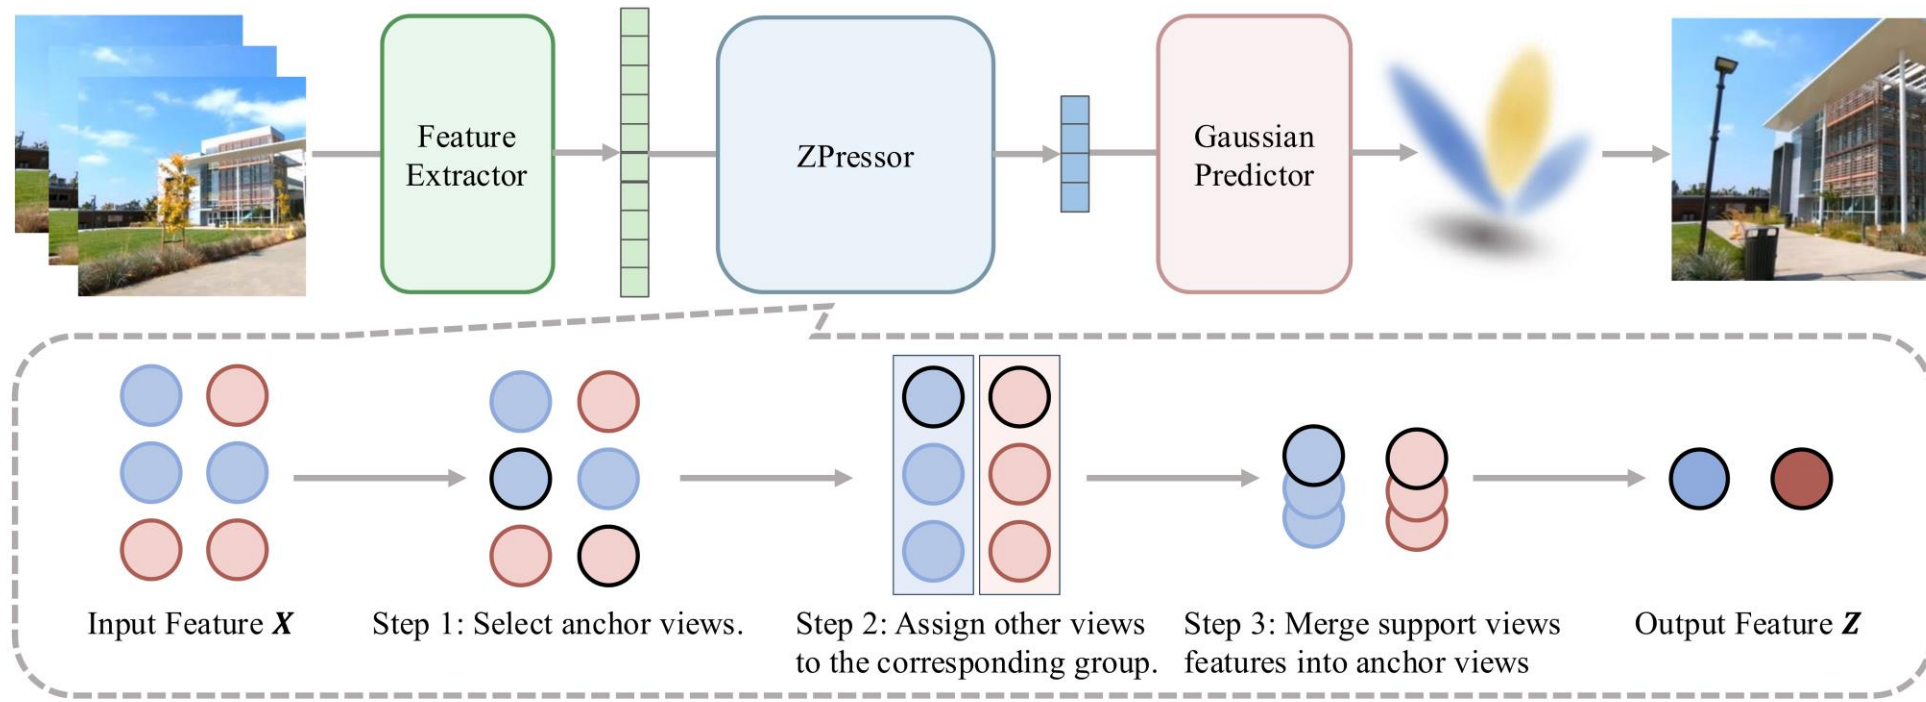 Feature
Extractor
ZPressor
Gaussian
Predictor
Input Feature X
Step 1: Select anchor views.
Step 2: Assign other views
to the corresponding group.
Step 3: Merge support views
features into anchor views
Output Feature Z